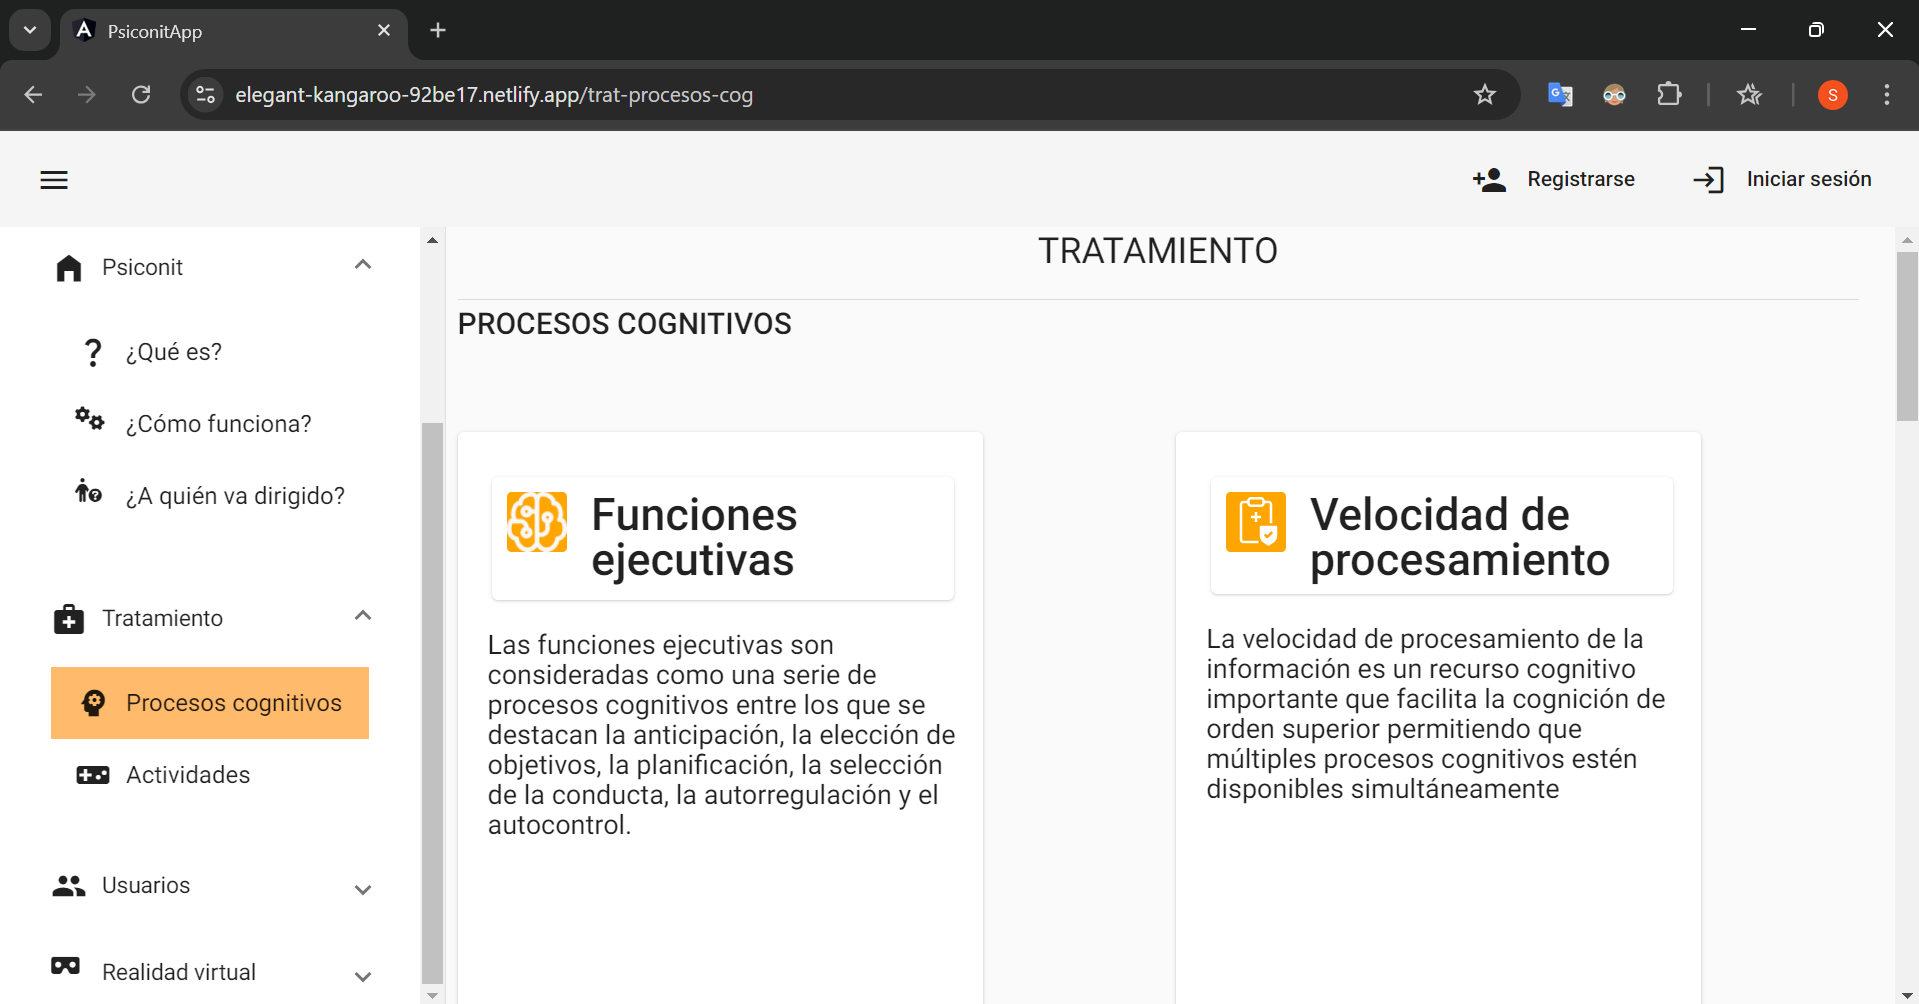 PsiconitApp
elegant-kangaroo-92be17.netlify.app/trat-procesos-cog
S
Registrarse
Iniciar sesión
Psiconit
¿Qué es?
¿Cómo funciona?
¿A quién va dirigido?
Tratamiento
Procesos cognitivos
Actividades
Usuarios
Realidad virtual
TRATAMIENTO
PROCESOS COGNITIVOS
Funciones
ejecutivas
Las funciones ejecutivas son
consideradas como una serie de
procesos cognitivos entre los que se
destacan la anticipación, la elección de
objetivos, la planificación, la selección
de la conducta, la autorregulación y el
autocontrol.
Velocidad de
procesamiento
La velocidad de procesamiento de la
información es un recurso cognitivo
importante que facilita la cognición de
orden superior permitiendo que
múltiples procesos cognitivos estén
disponibles simultáneamente